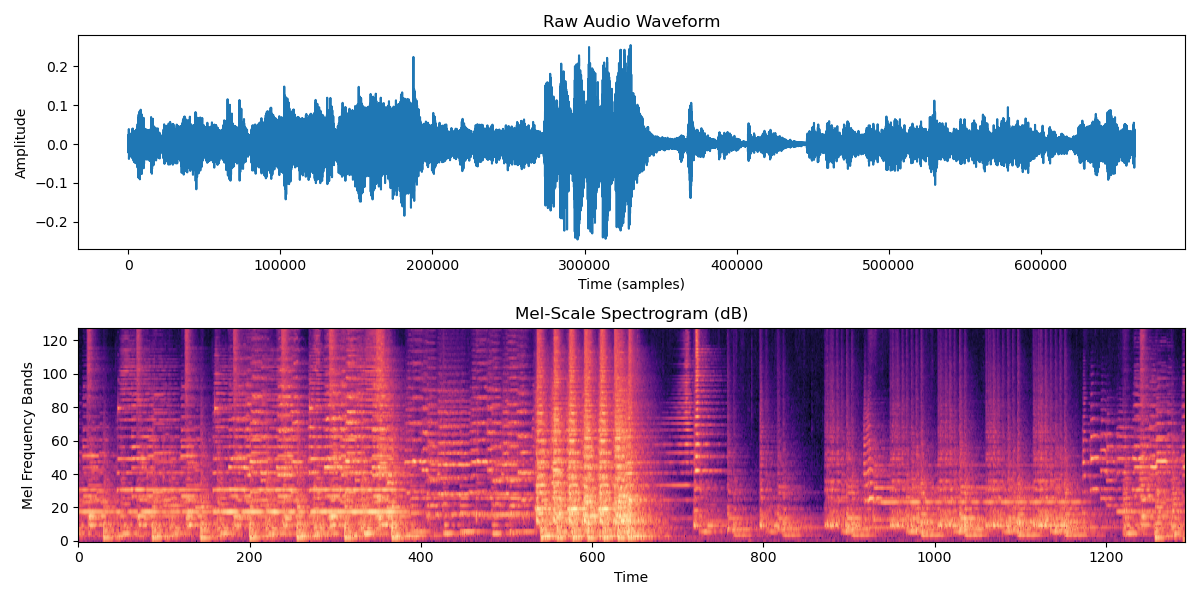 Raw Audio Waveform
0.2
0.1
0.0
−0.1
−0.2
Amplitude
0 100000 200000 300000 400000 500000 600000
Time (samples)
Mel-Scale Spectrogram (dB)
120
100
80
60
40
20
0
Mel Frequency Bands
0 200 400 600 800 1000 1200
Time